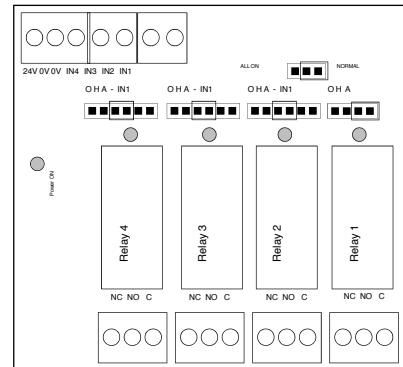 ALL ON NORMAL
24V 0V 0V IN4 IN3 IN2 IN1
O H A - IN1 O H A - IN1 O H A - IN1 O H A
Power ON
Relay 4 Relay 3 Relay 2 Relay 1
NC NO C NC NO C NC NO C NC NO C